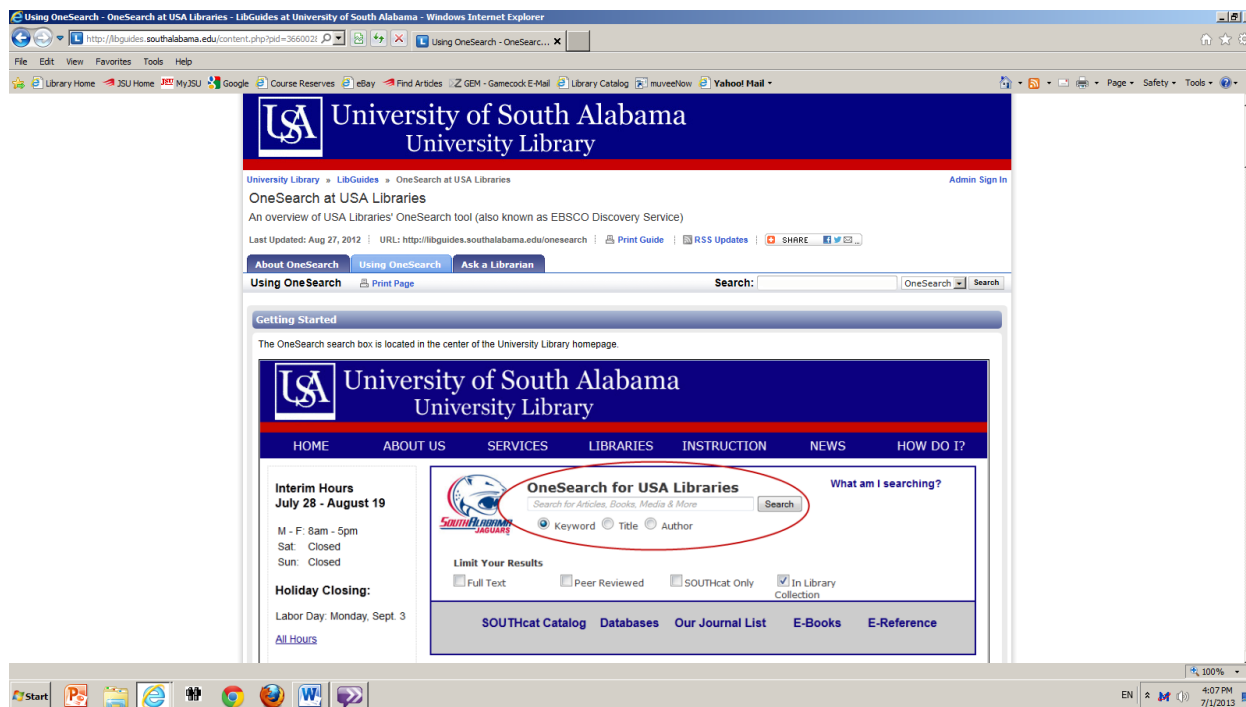 Using OneSearch - OneSearch at USA Libraries - LibGuides at University of South Alabama - Windows Internet Explorer
http://libguides.southalabama.edu/content.php?pid=366002
Using OneSearch - OneSearc...
File Edit View Favorites Tools Help
Library Home JSU Home MyJSU Google Course Reserves eBay Find Articles GEM - Gamecock E-Mail Library Catalog muveeNow Yahoo! Mail Page Safety Tools
USA University of South Alabama
University Library
University Library » LibGuides » OneSearch at USA Libraries Admin Sign In
OneSearch at USA Libraries
An overview of USA Libraries' OneSearch tool (also known as EBSCO Discovery Service)
Last Updated: Aug 27, 2012 URL: http://libguides.southalabama.edu/onesearch Print Guide RSS Updates SHARE
About OneSearch Using OneSearch Ask a Librarian
Using OneSearch Print Page Search: OneSearch Search
Getting Started
The OneSearch search box is located in the center of the University Library homepage.
USA University of South Alabama
University Library
HOME ABOUT US SERVICES LIBRARIES INSTRUCTION NEWS HOW DO I?
Interim Hours
July 28 - August 19
M - F: 8am - 5pm
Sat: Closed
Sun: Closed
Holiday Closing:
Labor Day: Monday, Sept. 3
All Hours
SOUTH ALABAMA
JAGUARS
OneSearch for USA Libraries
What am I searching?
Search for Articles, Books, Media & More Search
Keyword Title Author
Limit Your Results
Full Text Peer Reviewed SOUTHcat Only In Library
Collection
SOUTHcat Catalog Databases Our Journal List E-Books E-Reference
100%
Start EN 4:07 PM
7/1/2013